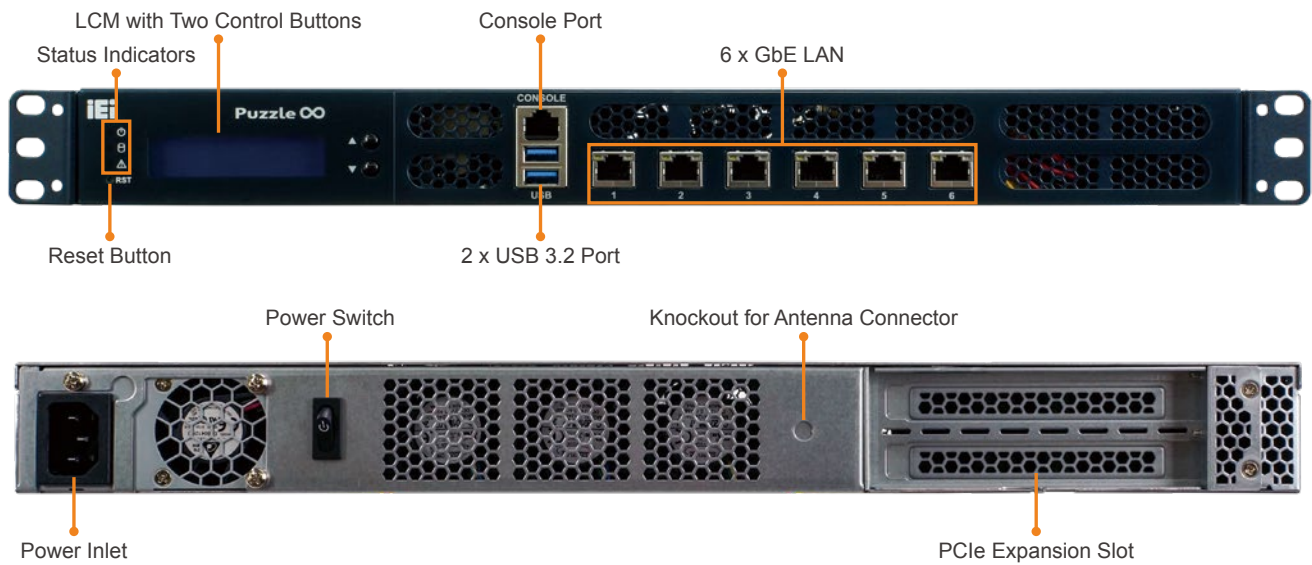 LCM with Two Control Buttons
Console Port
Status Indicators
6 x GbE LAN
CONSOLE
iEi
Puzzle
RST
USB
1 2 3 4 5 6
Reset Button
2 x USB 3.2 Port
Power Switch
Knockout for Antenna Connector
Power Inlet
PCIe Expansion Slot